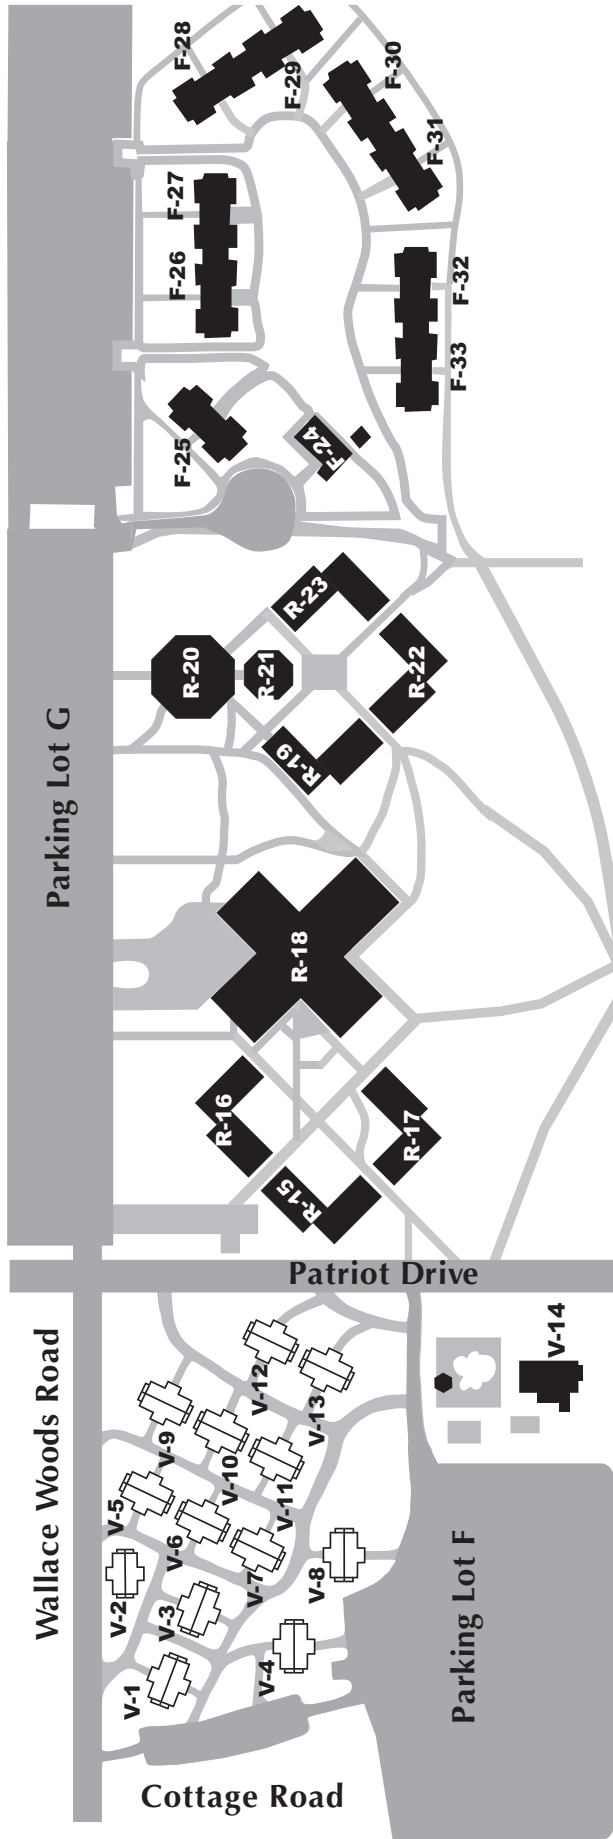 F-28
F-29
F-30
F-31
F-27
F-26
F-32
F-33
F-25
F-24
R-23
R-20
R-21
R-22
R-19
Parking Lot G
R-18
R-16
R-17
R-15
Patriot Drive
Wallace Woods Road
V-14
V-12
V-13
V-9
V-10
V-11
V-5
V-6
V-7
V-8
V-2
V-3
V-4
V-1
Parking Lot F
Cottage Road